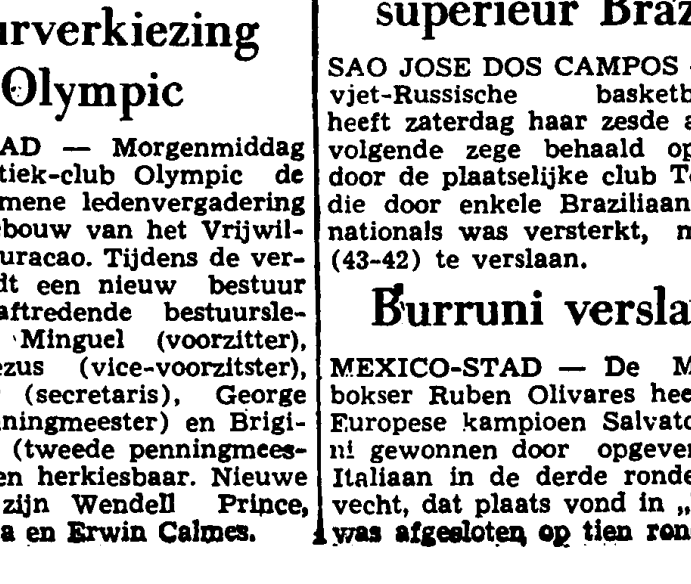 urverkiezing
Olympic
AD — Morgenmiddag
tiek-club Olympic de
mene ledenvergadering
bouw van het Vrijwil-
uracao. Tijdens de ver-
dt een nieuw bestuur
aftredende bestuursle-
Minguel (voorzitter),
ezus (vice-voorzitster),
(secretaris), George
nningmeester) en Brigi-
(tweede penningmees-
en herkiesbaar. Nieuwe
zijn Wendell Prince,
a en Erwin Calmes.
superieur Braz
SAO JOSE DOS CAMPOS -
vjet-Russische basketb
heeft zaterdag haar zesde a
volgende zege behaald op
door de plaatselijke club T
die door enkele Braziliaan
nationals was versterkt, m
(43-42) te verslaan.
Burruni versla
MEXICO-STAD — De M
bokser Ruben Olivares hee
Europese kampioen Salvato
ni gewonnen door opgeven
Italiaan in de derde ronde
vecht, dat plaats vond in „
was afgesloten op tien ron